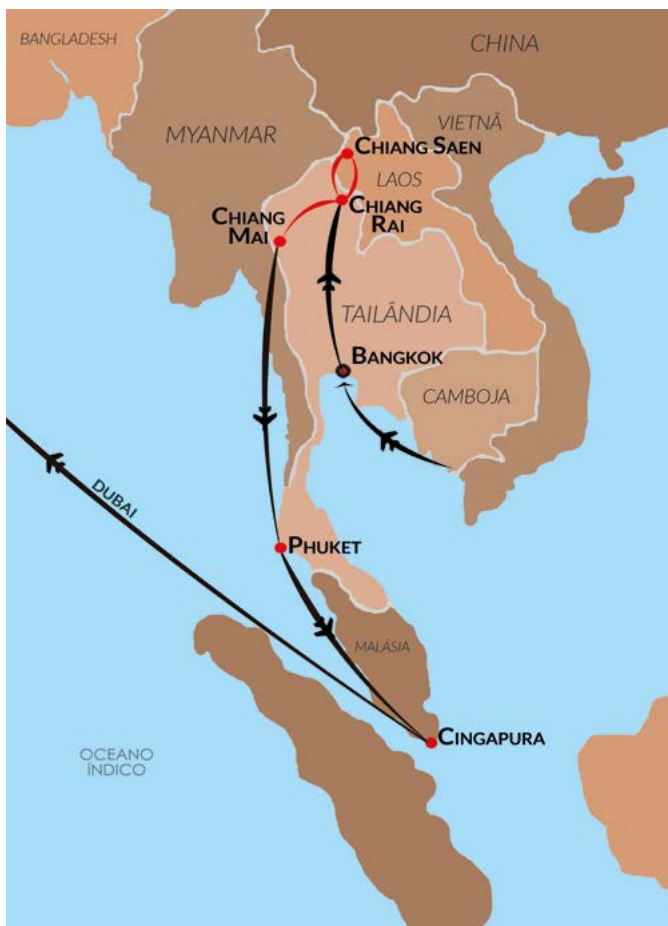 BANGLADESH
CHINA
MYANMAR
VIETNÃ
CHIANG SAEN
LAOS
CHIANG
MAI
CHIANG
RAI
TAILÂNDIA
BANGKOK
CAMBOJA
DUBAI
PHUKET
MALÁSIA
CINGAPURA
OCEANO
ÍNDICO